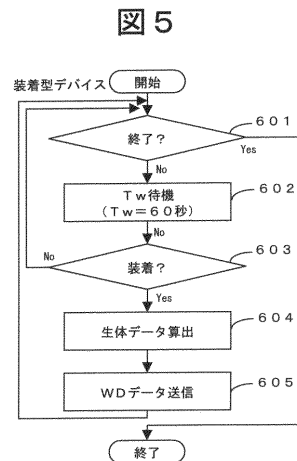 図5
装着型デバイス
開始
終了?
601
Yes
No
Tw待機
(Tw=60秒)
602
No
装着?
603
No
Yes
生体データ算出
604
WDデータ送信
605
終了